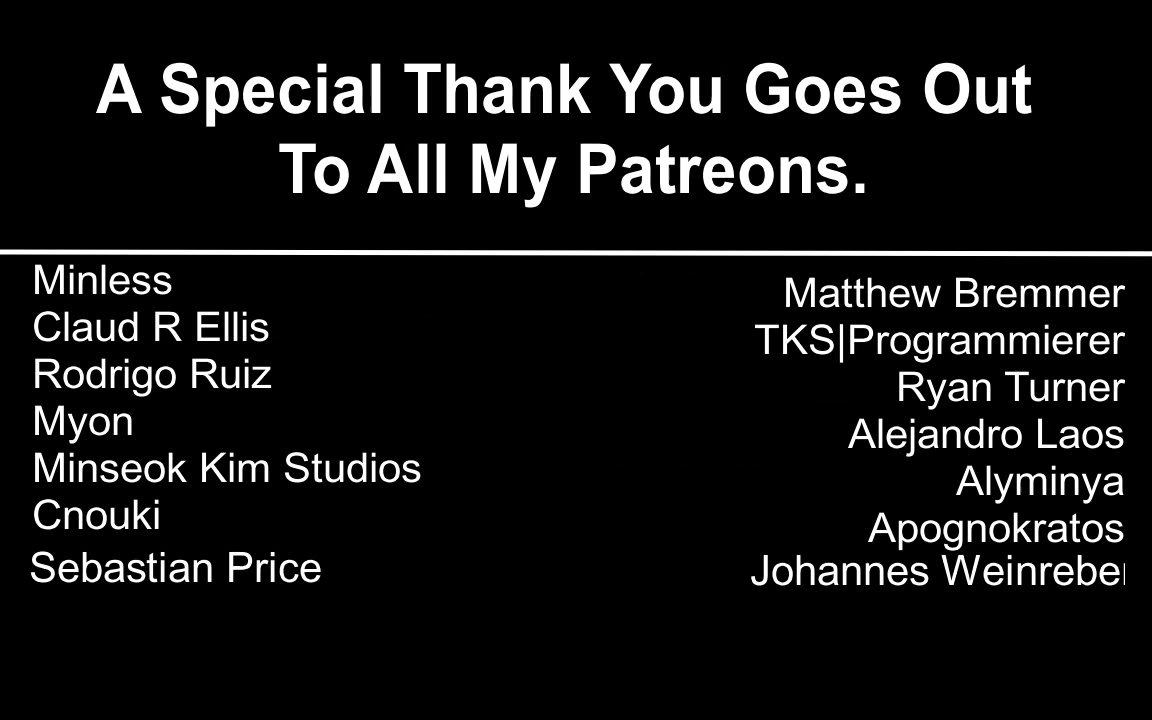 A Special Thank You Goes Out
To All My Patreons.
Minless
Claud R Ellis
Rodrigo Ruiz
Myon
Minseok Kim Studios
Cnouki
Sebastian Price
Matthew Bremmer
TKS|Programmierer
Ryan Turner
Alejandro Laos
Alyminya
Apognokratos
Johannes Weinreber